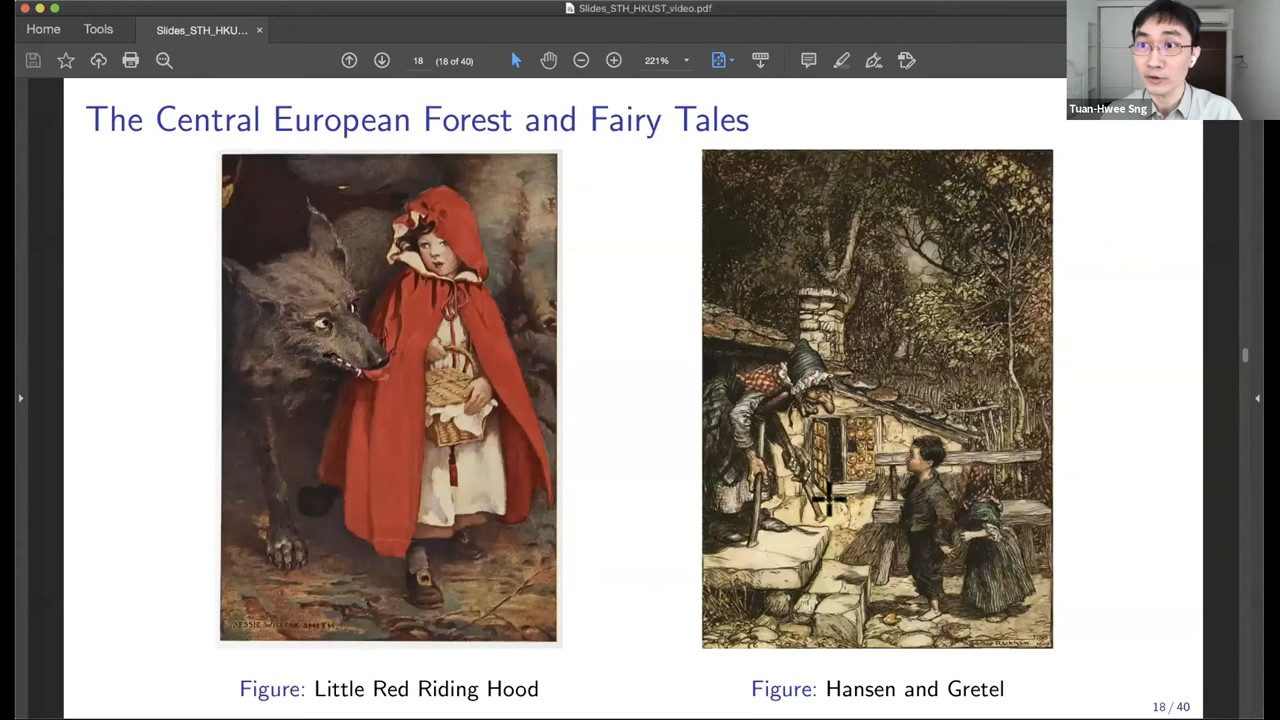 Slides_STH_HKUST_video.pdf
Home
Tools
Slides_STH_HKU...
×
18
(18 of 40)
221%
Tuan-Hwee Sng
The Central European Forest and Fairy Tales
JESSIE WILLCOX SMITH.
Figure: Little Red Riding Hood
Figure: Hansen and Gretel
18 / 40